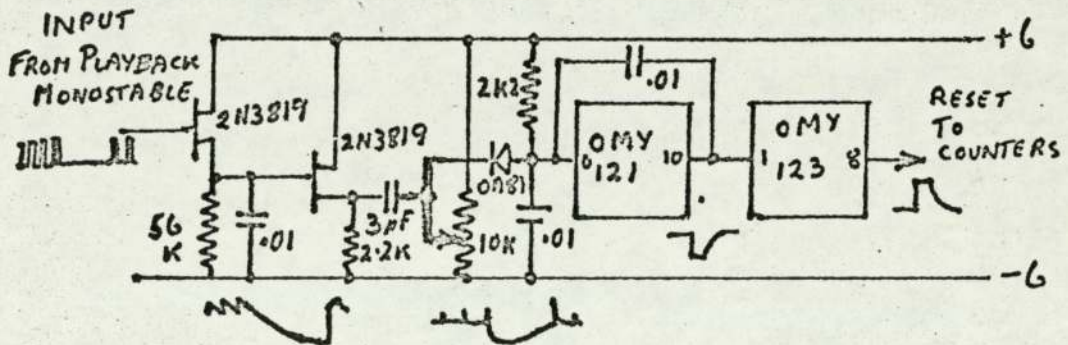 INPUT
FROM PLAYBACK
MONOSTABLE
2N3819
2N3819
56
K
.01
3pF
2.2K
10K
OA81
2K2
.01
.01
6
OMY
121
10
1
OMY
123
8
+6
-6
RESET
TO
COUNTERS